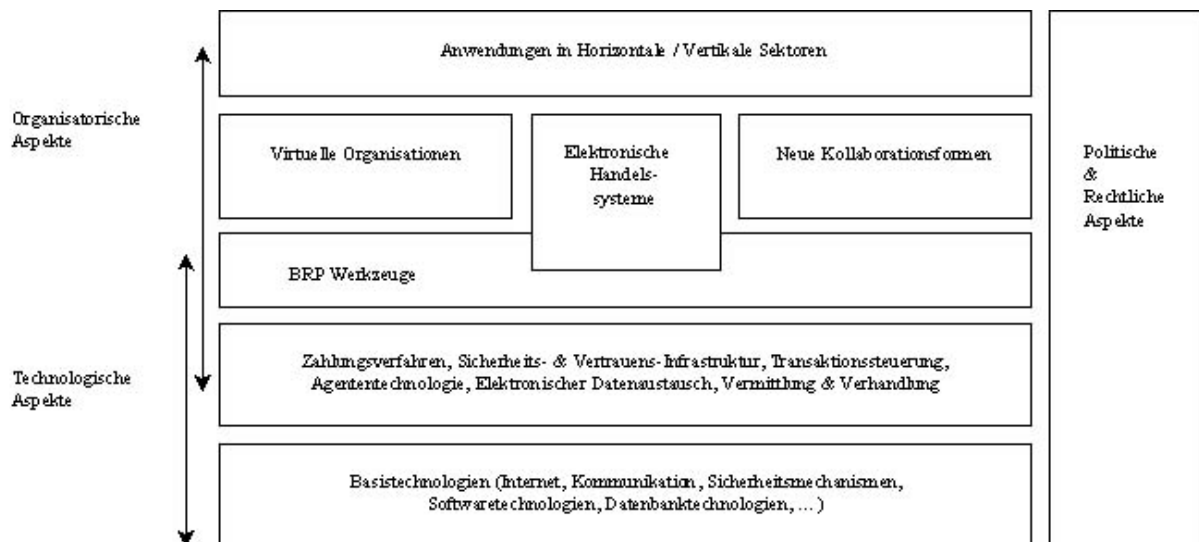 Anwendungen in Horizontale / Vertikale Sektoren
Organisatorische
Aspekte
Virtuelle Organisationen
Elektronische
Handels-
systeme
Neue Kollaborationsformen
Politische
&
Rechtliche
Aspekte
BRP Werkzeuge
Technologische
Aspekte
Zahlungsverfahren, Sicherheits- & Vertrauens-Infrastruktur, Transaktionssteuerung,
Agententechnologie, Elektronischer Datenaustausch, Vermittlung & Verhandlung
Basistechnologien (Internet, Kommunikation, Sicherheitsmechanismen,
Softwaretechnologien, Datenbanktechnologien, ... )